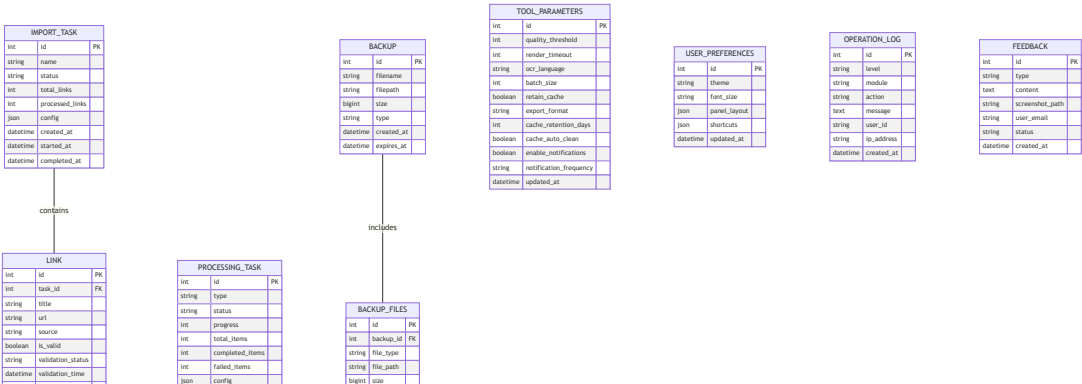 IMPORT_TASK
int id PK
string name
string status
int total_links
int processed_links
json config
datetime created_at
datetime started_at
datetime completed_at
contains
LINK
int id PK
int task_id FK
string title
string url
string source
boolean is_valid
string validation_status
datetime validation_time
PROCESSING_TASK
int id PK
string type
string status
int progress
int total_items
int completed_items
int failed_items
json config
BACKUP
int id PK
string filename
string filepath
bigint size
string type
datetime created_at
datetime expires_at
includes
BACKUP_FILES
int id PK
int backup_id FK
string file_type
string file_path
bigint size
TOOL_PARAMETERS
int id PK
int quality_threshold
int render_timeout
string ocr_language
int batch_size
boolean retain_cache
string export_format
int cache_retention_days
boolean cache_auto_clean
boolean enable_notifications
string notification_frequency
datetime updated_at
USER_PREFERENCES
int id PK
string theme
string font_size
json panel_layout
json shortcuts
datetime updated_at
OPERATION_LOG
int id PK
string level
string module
string action
text message
string user_id
string ip_address
datetime created_at
FEEDBACK
int id PK
string type
text content
string screenshot_path
string user_email
string status
datetime created_at